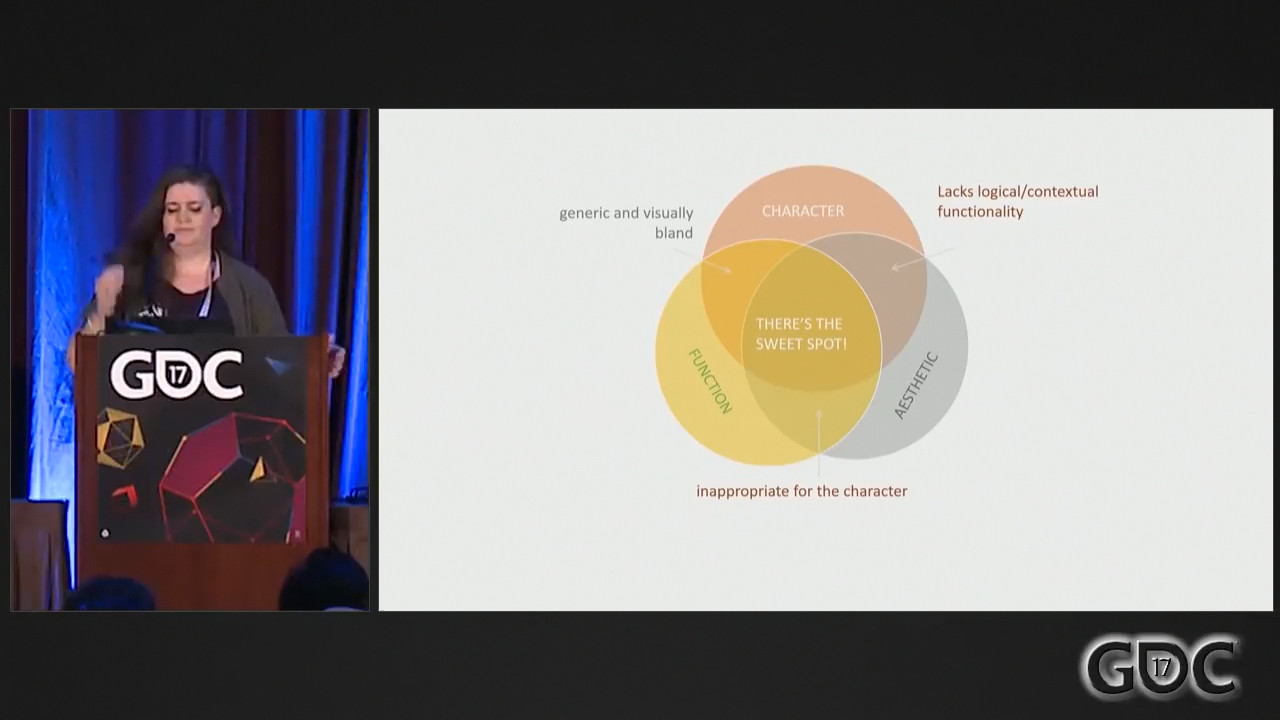 CHARACTER
Lacks logical/contextual
functionality
generic and visually
bland
THERE'S THE
SWEET SPOT!
FUNCTION
AESTHETIC
inappropriate for the character
GDC
17
GDC
17